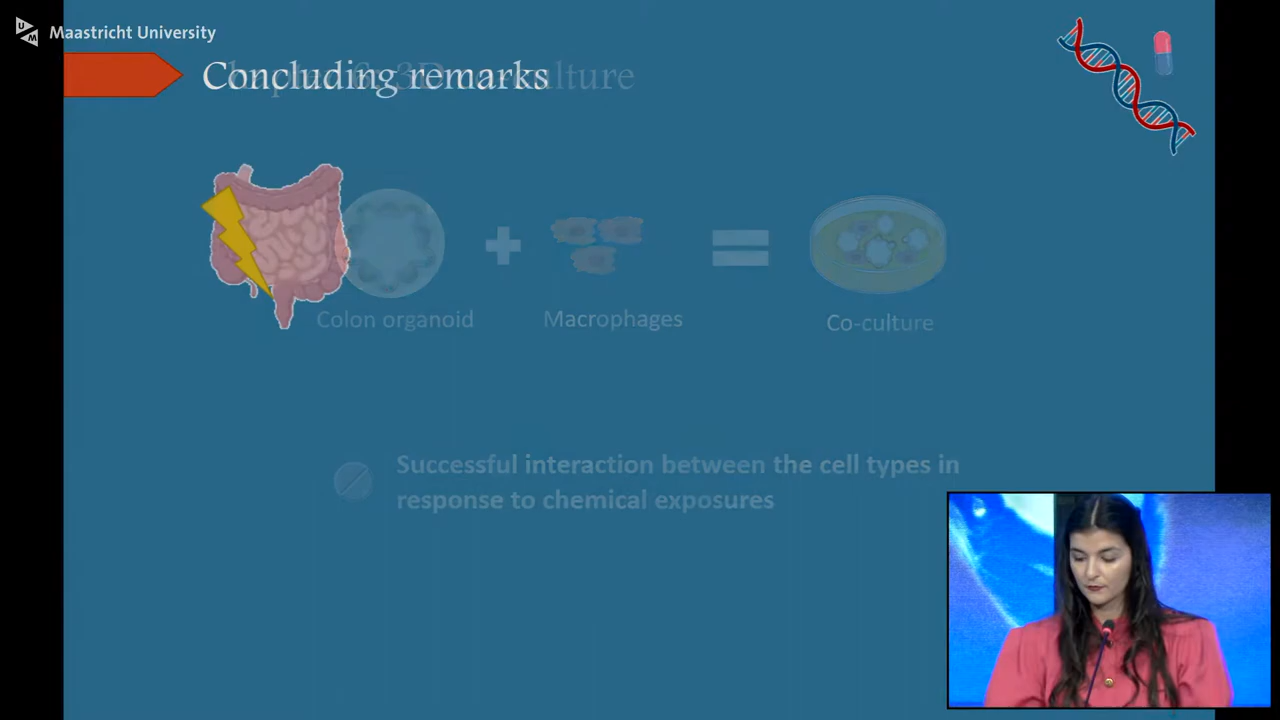 UM
Maastricht University
Concluding remarks
Colon organoid
Macrophages
Co-culture
Successful interaction between the cell types in
response to chemical exposures